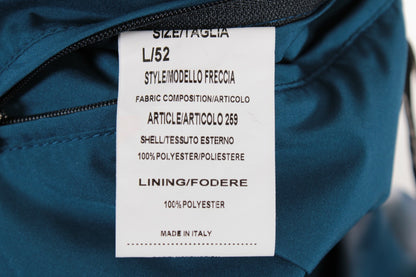 SIZE/TAGLIA
L/52
STYLE/MODELLO FRECCIA
FABRIC COMPOSITION/ARTICOLO
ARTICLE/ARTICOLO 259
SHELL/TESSUTO ESTERNO
100%POLYESTER/POLIESTERE
LINING/FODERE
100%POLYESTER
MADE IN ITALY